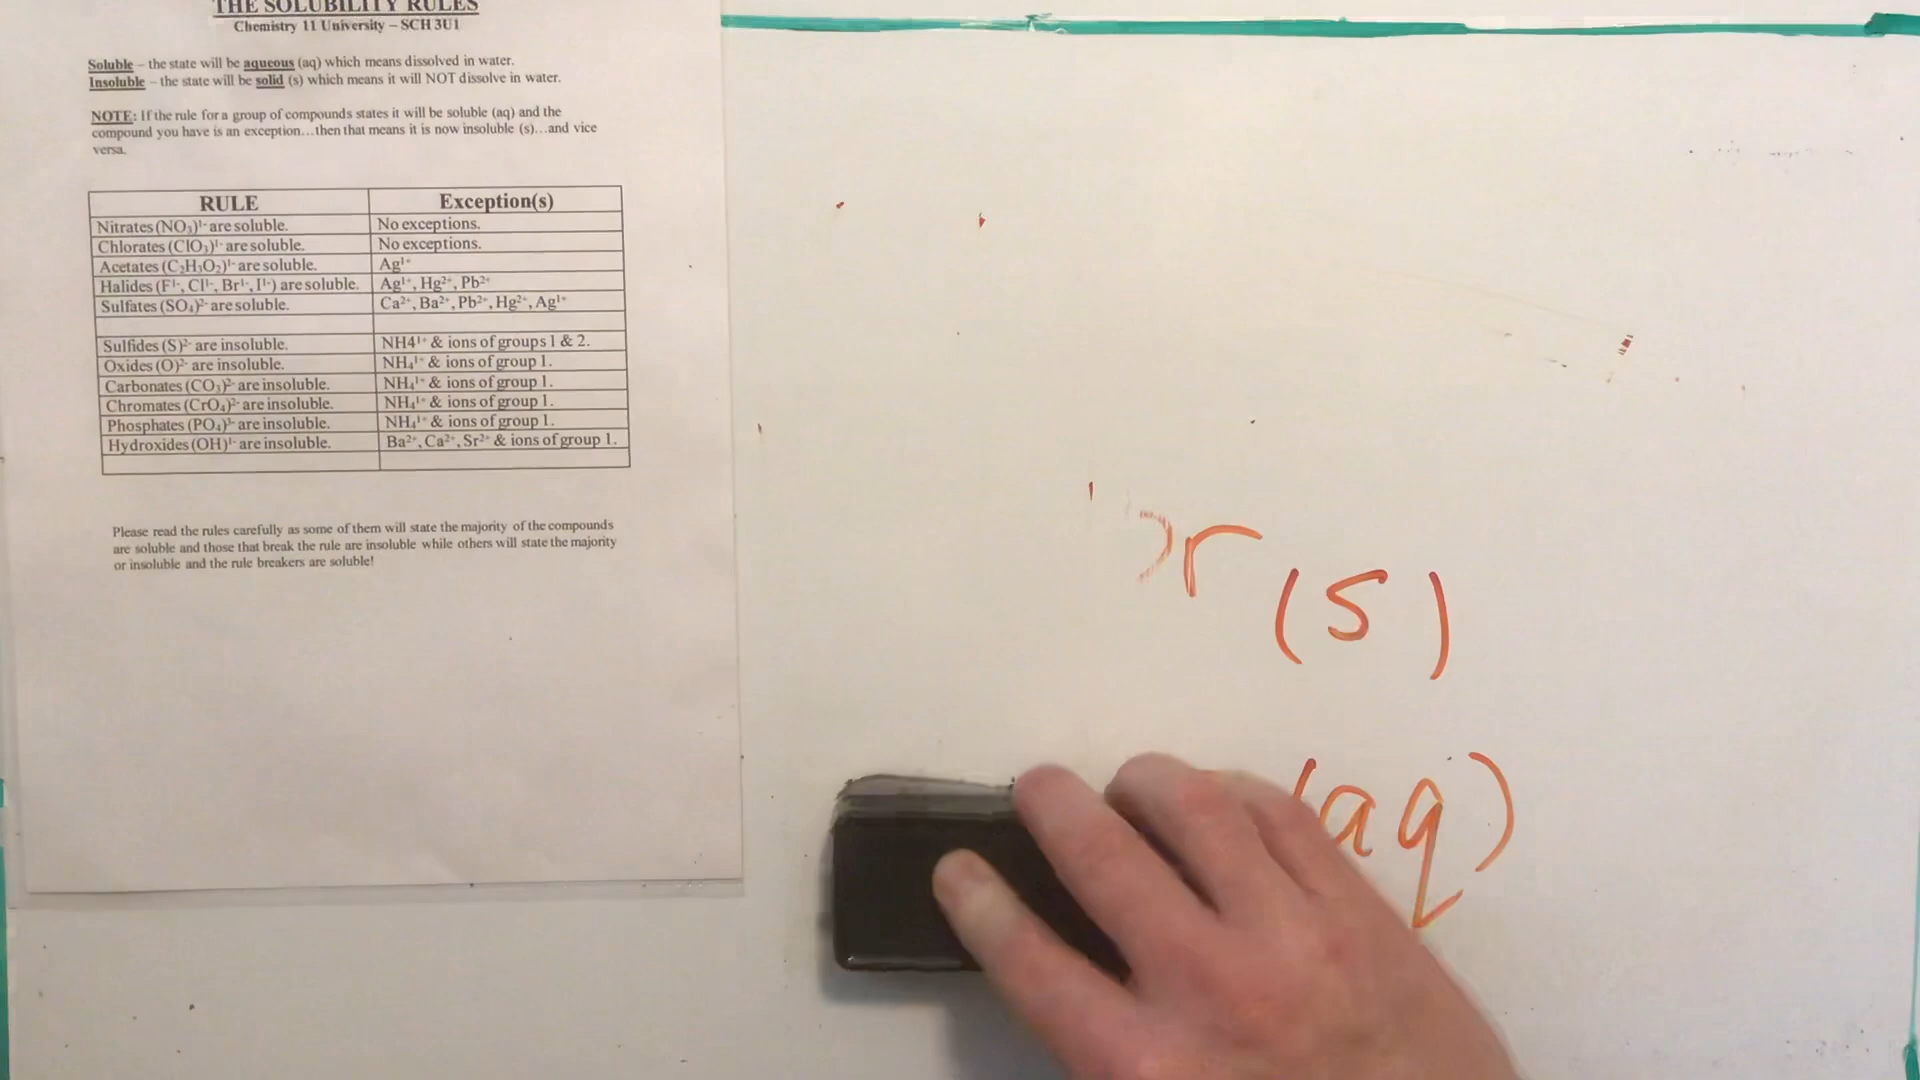 THE SOLUBILITY RULES
Chemistry 11 University – SCH 3U1
Soluble – the state will be aqueous (aq) which means dissolved in water.
Insoluble – the state will be solid (s) which means it will NOT dissolve in water.
NOTE: If the rule for a group of compounds states it will be soluble (aq) and the
compound you have is an exception…then that means it is now insoluble (s)…and vice
versa.
RULE Exception(s)
Nitrates (NO₃)¹⁻ are soluble. No exceptions.
Chlorates (ClO₃)¹⁻ are soluble. No exceptions.
Acetates (C₂H₃O₂)¹⁻ are soluble. Ag¹⁺
Halides (F¹⁻, Cl¹⁻, Br¹⁻, I¹⁻) are soluble. Ag¹⁺, Hg²⁺, Pb²⁺
Sulfates (SO₄)²⁻ are soluble. Ca²⁺, Ba²⁺, Pb²⁺, Hg²⁺, Ag¹⁺
Sulfides (S)²⁻ are insoluble. NH4¹⁺ & ions of groups 1 & 2.
Oxides (O)²⁻ are insoluble. NH₄¹⁺ & ions of group 1.
Carbonates (CO₃)²⁻ are insoluble. NH₄¹⁺ & ions of group 1.
Chromates (CrO₄)²⁻ are insoluble. NH₄¹⁺ & ions of group 1.
Phosphates (PO₄)³⁻ are insoluble. NH₄¹⁺ & ions of group 1.
Hydroxides (OH)¹⁻ are insoluble. Ba²⁺, Ca²⁺, Sr²⁺ & ions of group 1.
Please read the rules carefully as some of them will state the majority of the compounds
are soluble and those that break the rule are insoluble while others will state the majority
or insoluble and the rule breakers are soluble!
r (s)
(aq)